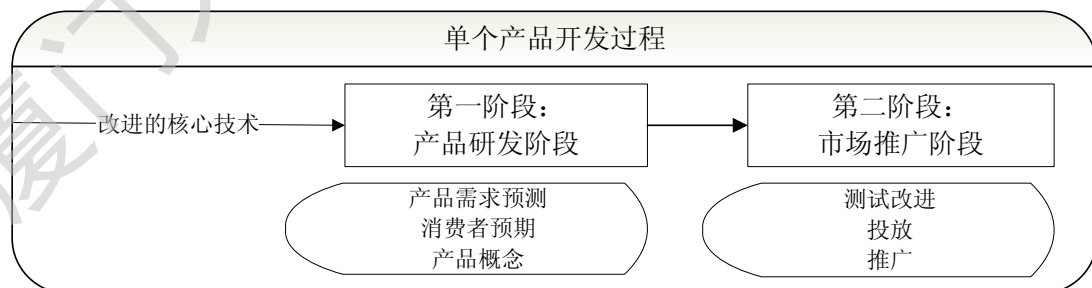 单个产品开发过程
改进的核心技术
第一阶段：
产品研发阶段
第二阶段：
市场推广阶段
产品需求预测
消费者预期
产品概念
测试改进
投放
推广
厦门